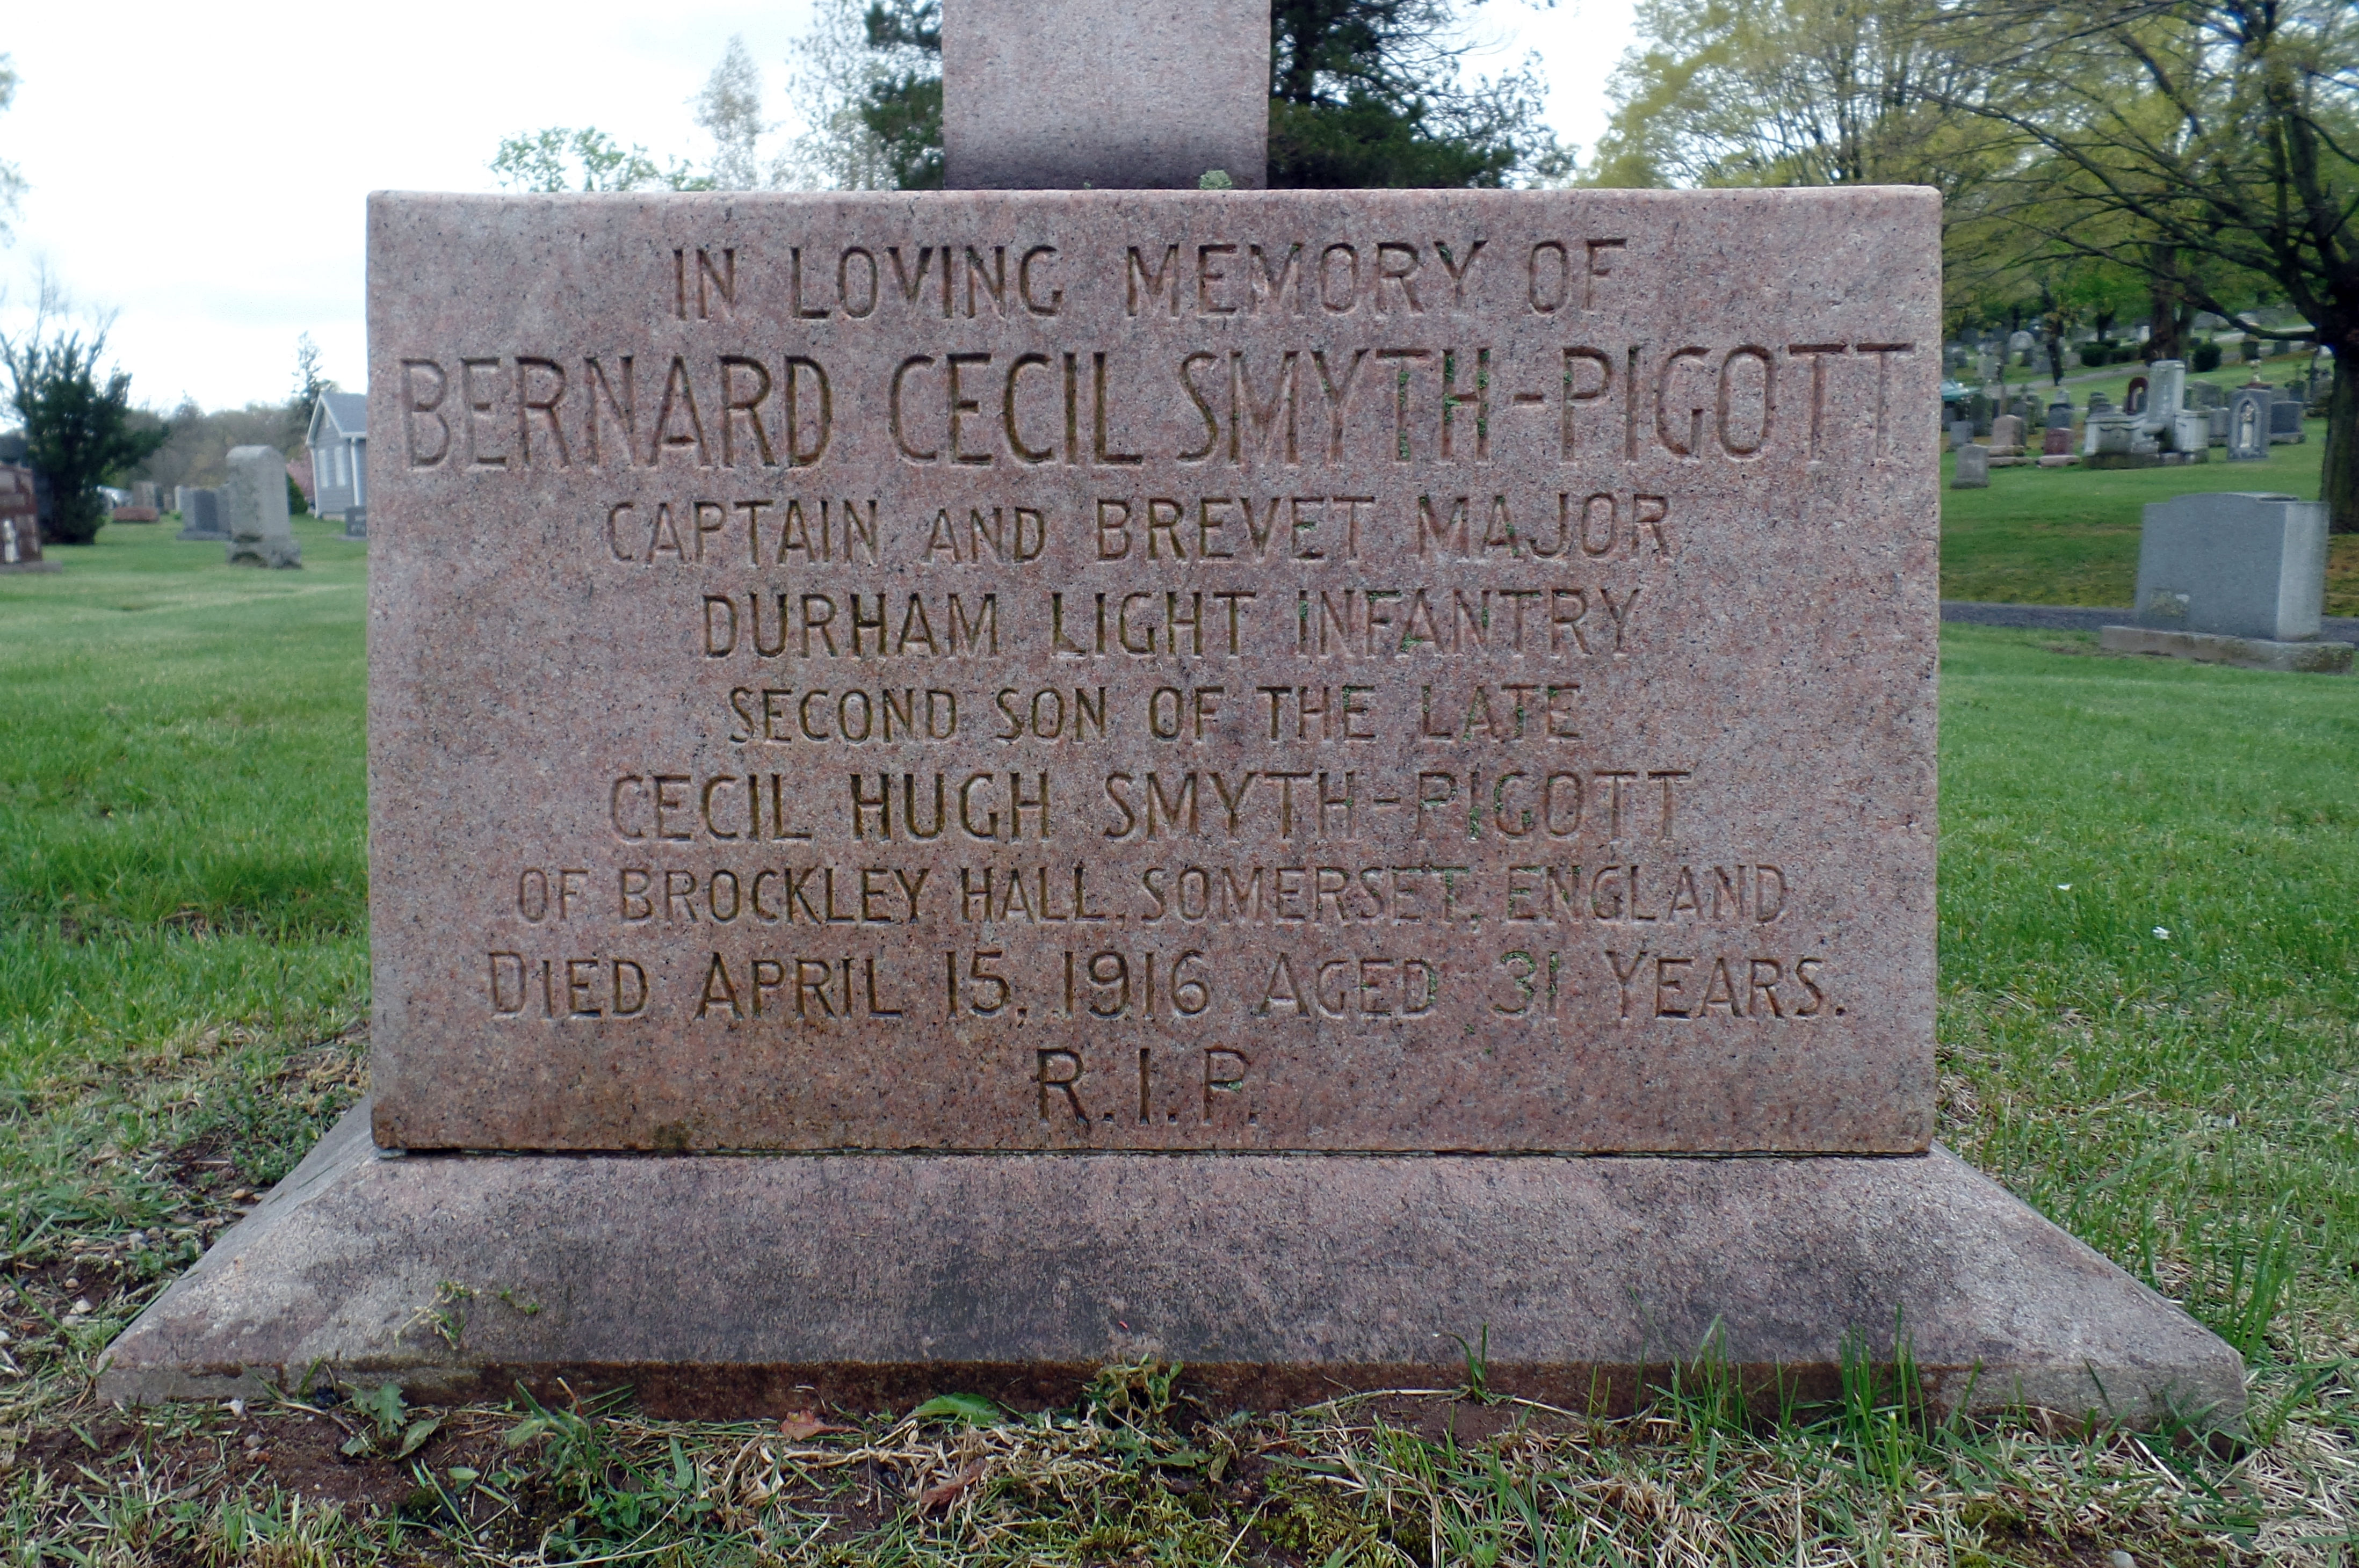 IN LOVING MEMORY OF
BERNARD CECIL SMYTH-PIGOTT
CAPTAIN AND BREVET MAJOR
DURHAM LIGHT INFANTRY
SECOND SON OF THE LATE
CECIL HUGH SMYTH-PIGOTT
OF BROCKLEY HALL, SOMERSET, ENGLAND
DIED APRIL 15, 1916 AGED 31 YEARS.
R.I.P.